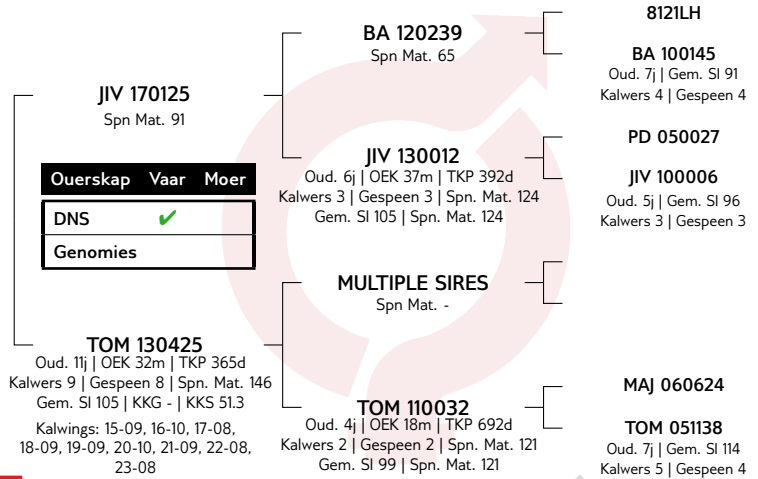 8121LH
BA 120239
Spn Mat. 65
BA 100145
Oud. 7j | Gem. SI 91
Kalwers 4 | Gespeen 4
JIV 170125
Spn Mat. 91
PD 050027
JIV 130012
Oud. 6j | OEK 37m | TKP 392d
Kalwers 3 | Gespeen 3 | Spn. Mat. 124
Gem. SI 105 | Spn. Mat. 124
JIV 100006
Oud. 5j | Gem. SI 96
Kalwers 3 | Gespeen 3
Ouerskap Vaar Moer
DNS ✔
Genomies
MULTIPLE SIRES
Spn Mat. -
TOM 130425
Oud. 11j | OEK 32m | TKP 365d
Kalwers 9 | Gespeen 8 | Spn. Mat. 146
Gem. SI 105 | KKG - | KKS 51.3
Kalwings: 15-09, 16-10, 17-08,
18-09, 19-09, 20-10, 21-09, 22-08,
23-08
MAJ 060624
TOM 110032
Oud. 4j | OEK 18m | TKP 692d
Kalwers 2 | Gespeen 2 | Spn. Mat. 121
Gem. SI 99 | Spn. Mat. 121
TOM 051138
Oud. 7j | Gem. SI 114
Kalwers 5 | Gespeen 4